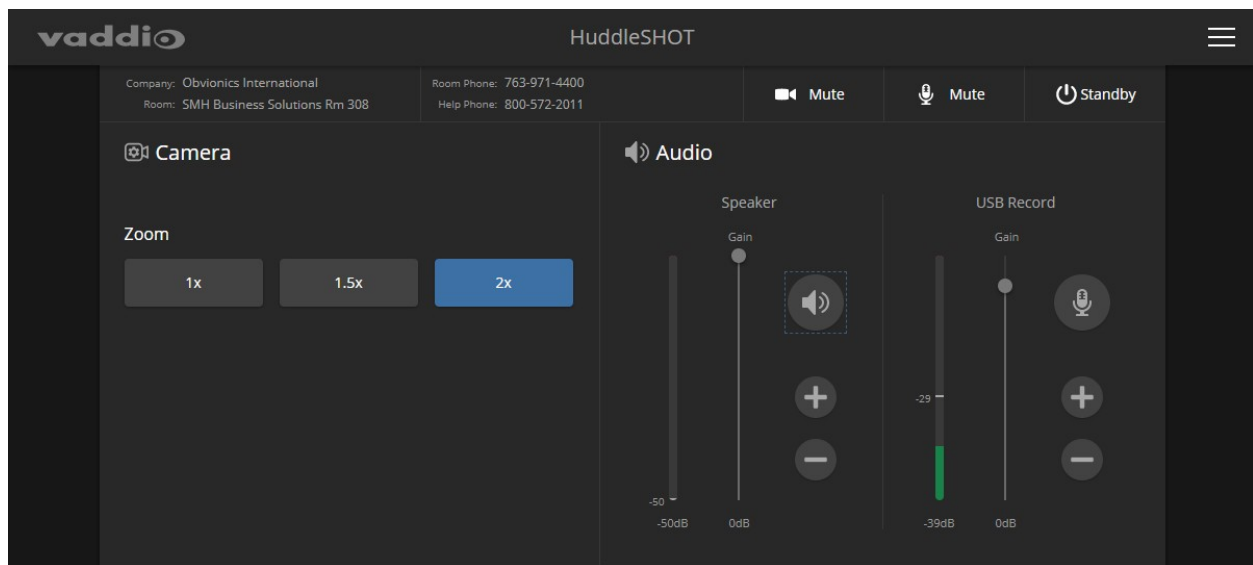 vaddio
HuddleSHOT
Company: Obvionics International
Room: SMH Business Solutions Rm 308
Room Phone: 763-971-4400
Help Phone: 800-572-2011
Mute
Mute
Standby
Camera
Zoom
1x 1.5x 2x
Audio
Speaker
Gain
-50
-50dB 0dB
USB Record
Gain
-29
-39dB 0dB